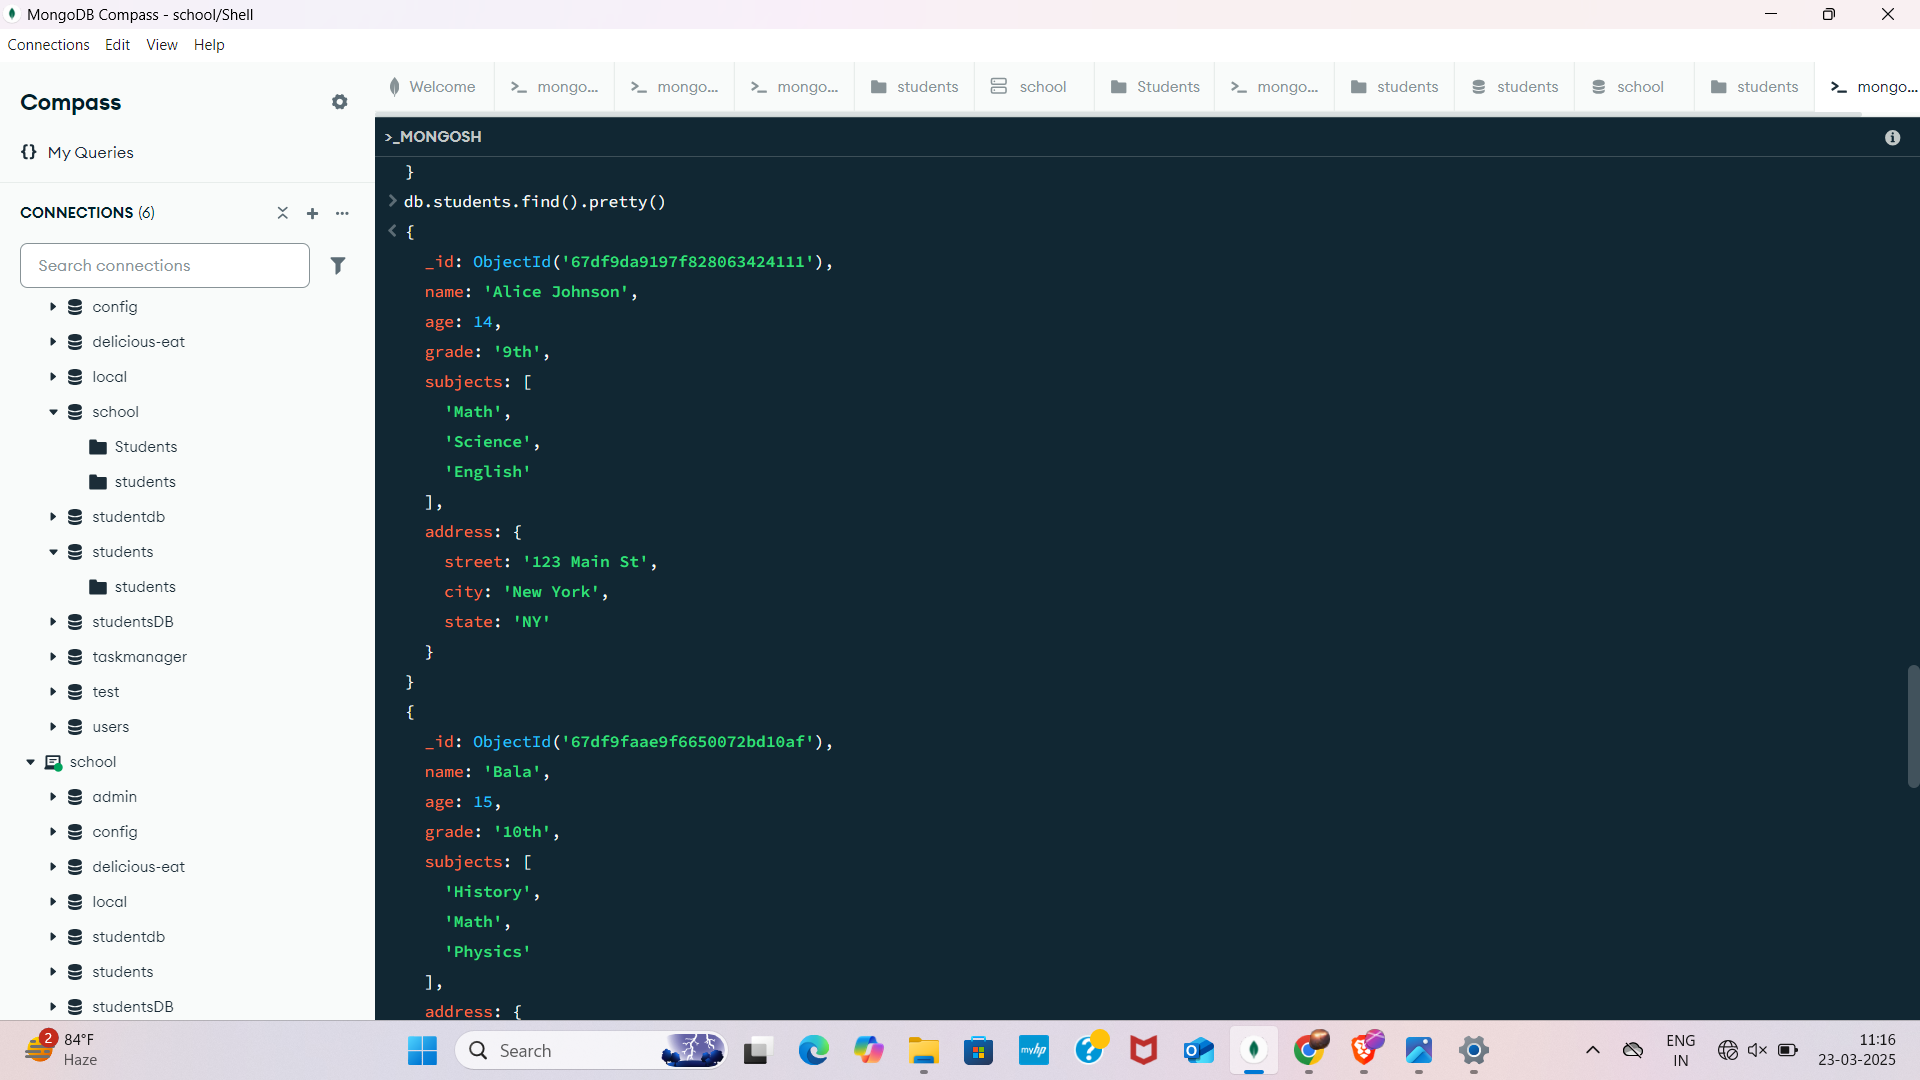 MongoDB Compass - school/Shell
Connections Edit View Help
Compass
{} My Queries
CONNECTIONS (6)
Search connections
config
delicious-eat
local
school
Students
students
studentdb
students
students
studentsDB
taskmanager
test
users
school
admin
config
delicious-eat
local
studentdb
students
studentsDB
Welcome
mongo...
mongo...
mongo...
students
school
Students
mongo...
students
students
school
students
mongo...
>_MONGOSH
}
> db.students.find().pretty()
< {
_id: ObjectId('67df9da9197f828063424111'),
name: 'Alice Johnson',
age: 14,
grade: '9th',
subjects: [
'Math',
'Science',
'English'
],
address: {
street: '123 Main St',
city: 'New York',
state: 'NY'
}
}
{
_id: ObjectId('67df9faae9f6650072bd10af'),
name: 'Bala',
age: 15,
grade: '10th',
subjects: [
'History',
'Math',
'Physics'
],
address: {
2
84°F
Haze
Search
myhp
ENG
IN
11:16
23-03-2025